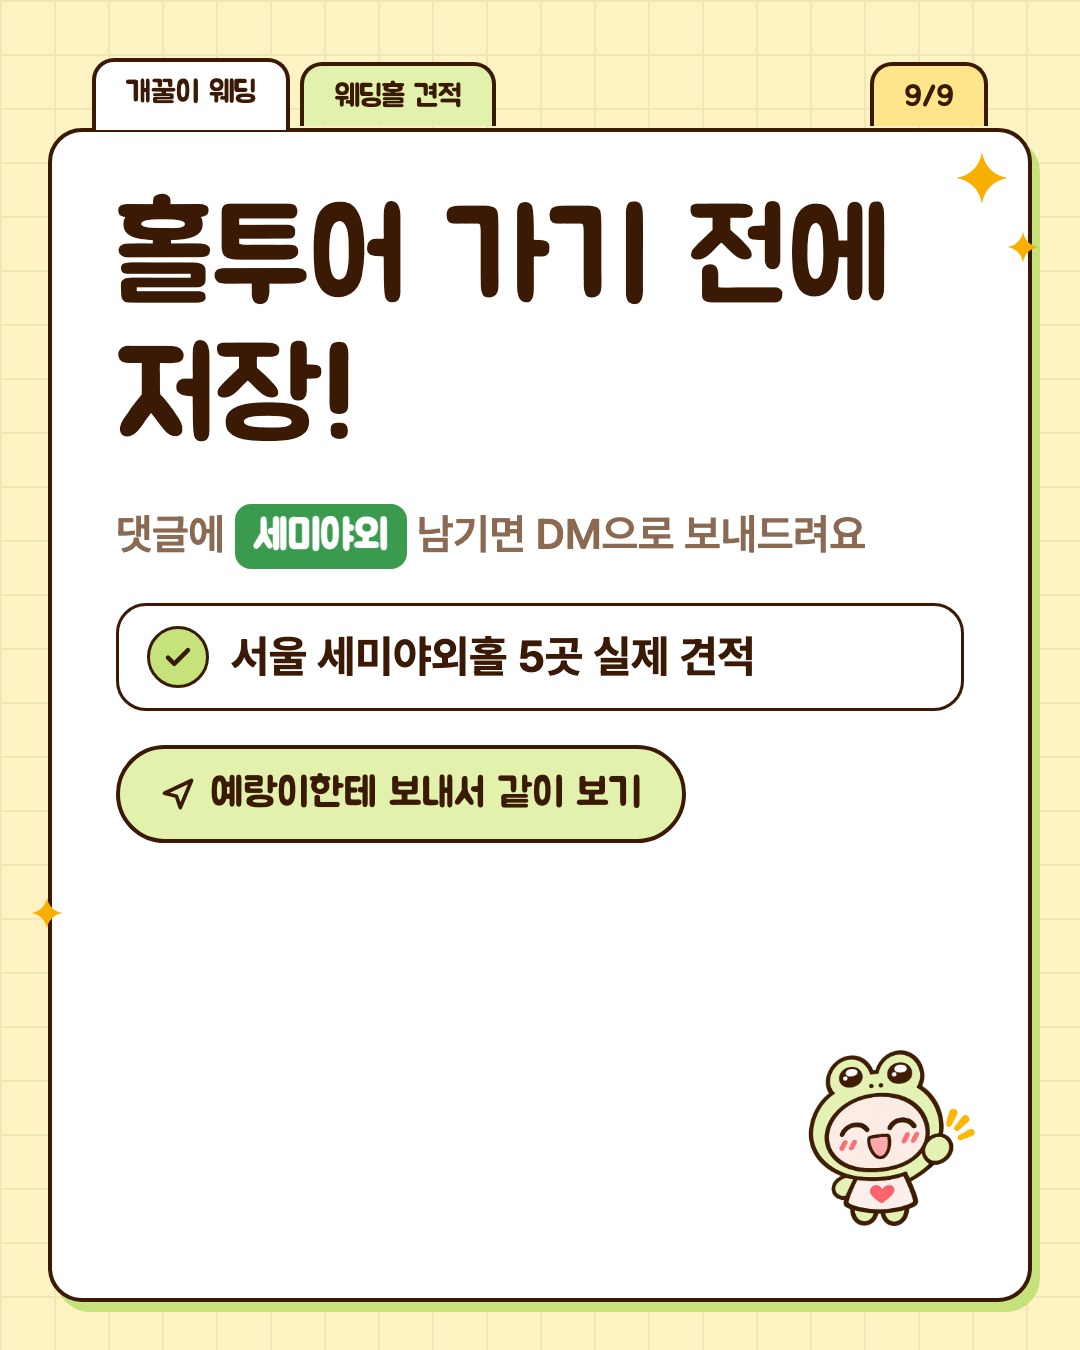 개꿀이 웨딩
웨딩홀 견적
9/9
홀투어 가기 전에
저장!
댓글에 세미야외 남기면 DM으로 보내드려요
서울 세미야외홀 5곳 실제 견적
예랑이한테 보내서 같이 보기